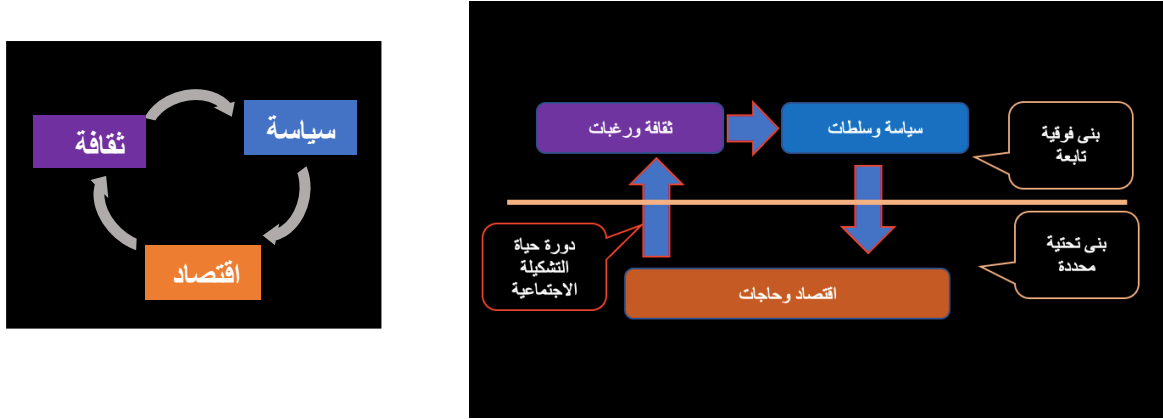 سياسة
ثقافة
اقتصاد
ثقافة ورغبات
سياسة وسلطات
بنى فوقية
تابعة
دورة حياة
التشكيلة
الاجتماعية
بنى تحتية
محددة
اقتصاد وحاجات